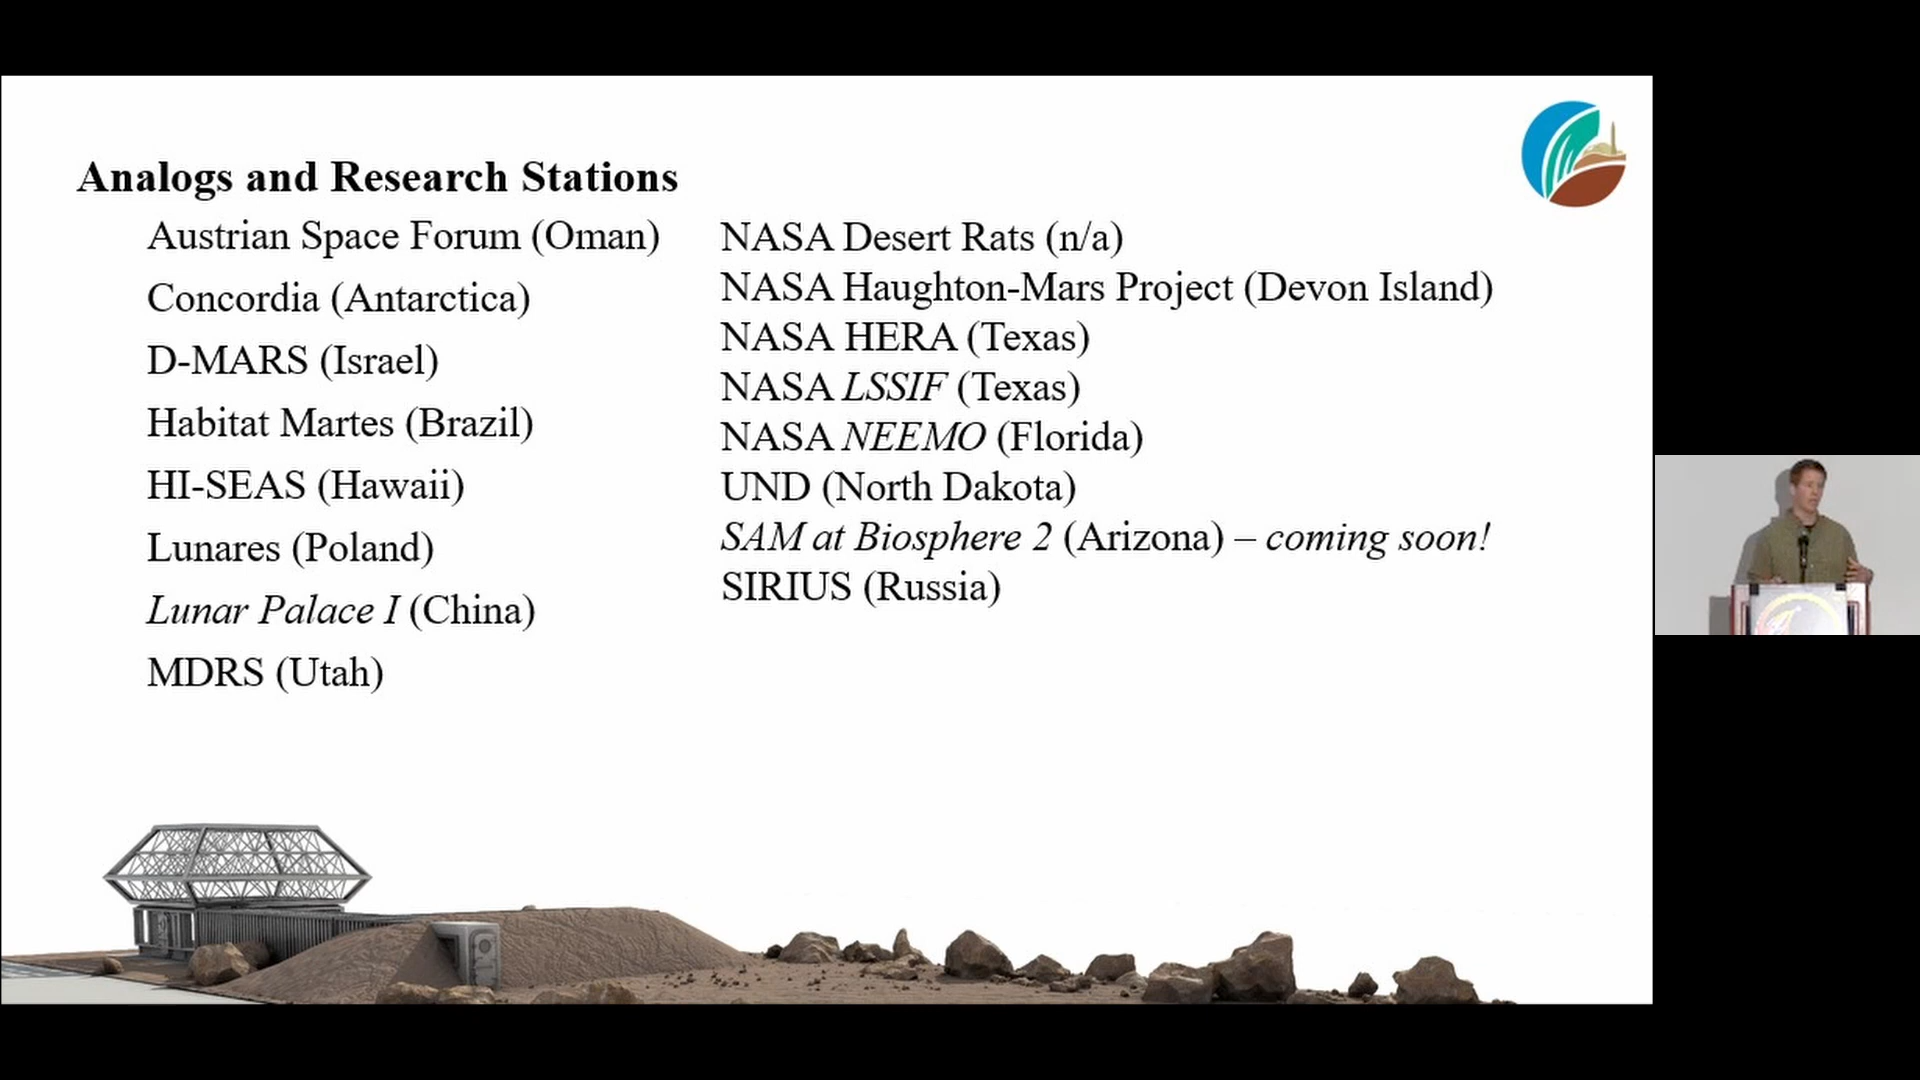 Analogs and Research Stations
Austrian Space Forum (Oman)
Concordia (Antarctica)
D-MARS (Israel)
Habitat Martes (Brazil)
HI-SEAS (Hawaii)
Lunares (Poland)
Lunar Palace I (China)
MDRS (Utah)
NASA Desert Rats (n/a)
NASA Haughton-Mars Project (Devon Island)
NASA HERA (Texas)
NASA LSSIF (Texas)
NASA NEEMO (Florida)
UND (North Dakota)
SAM at Biosphere 2 (Arizona) – coming soon!
SIRIUS (Russia)